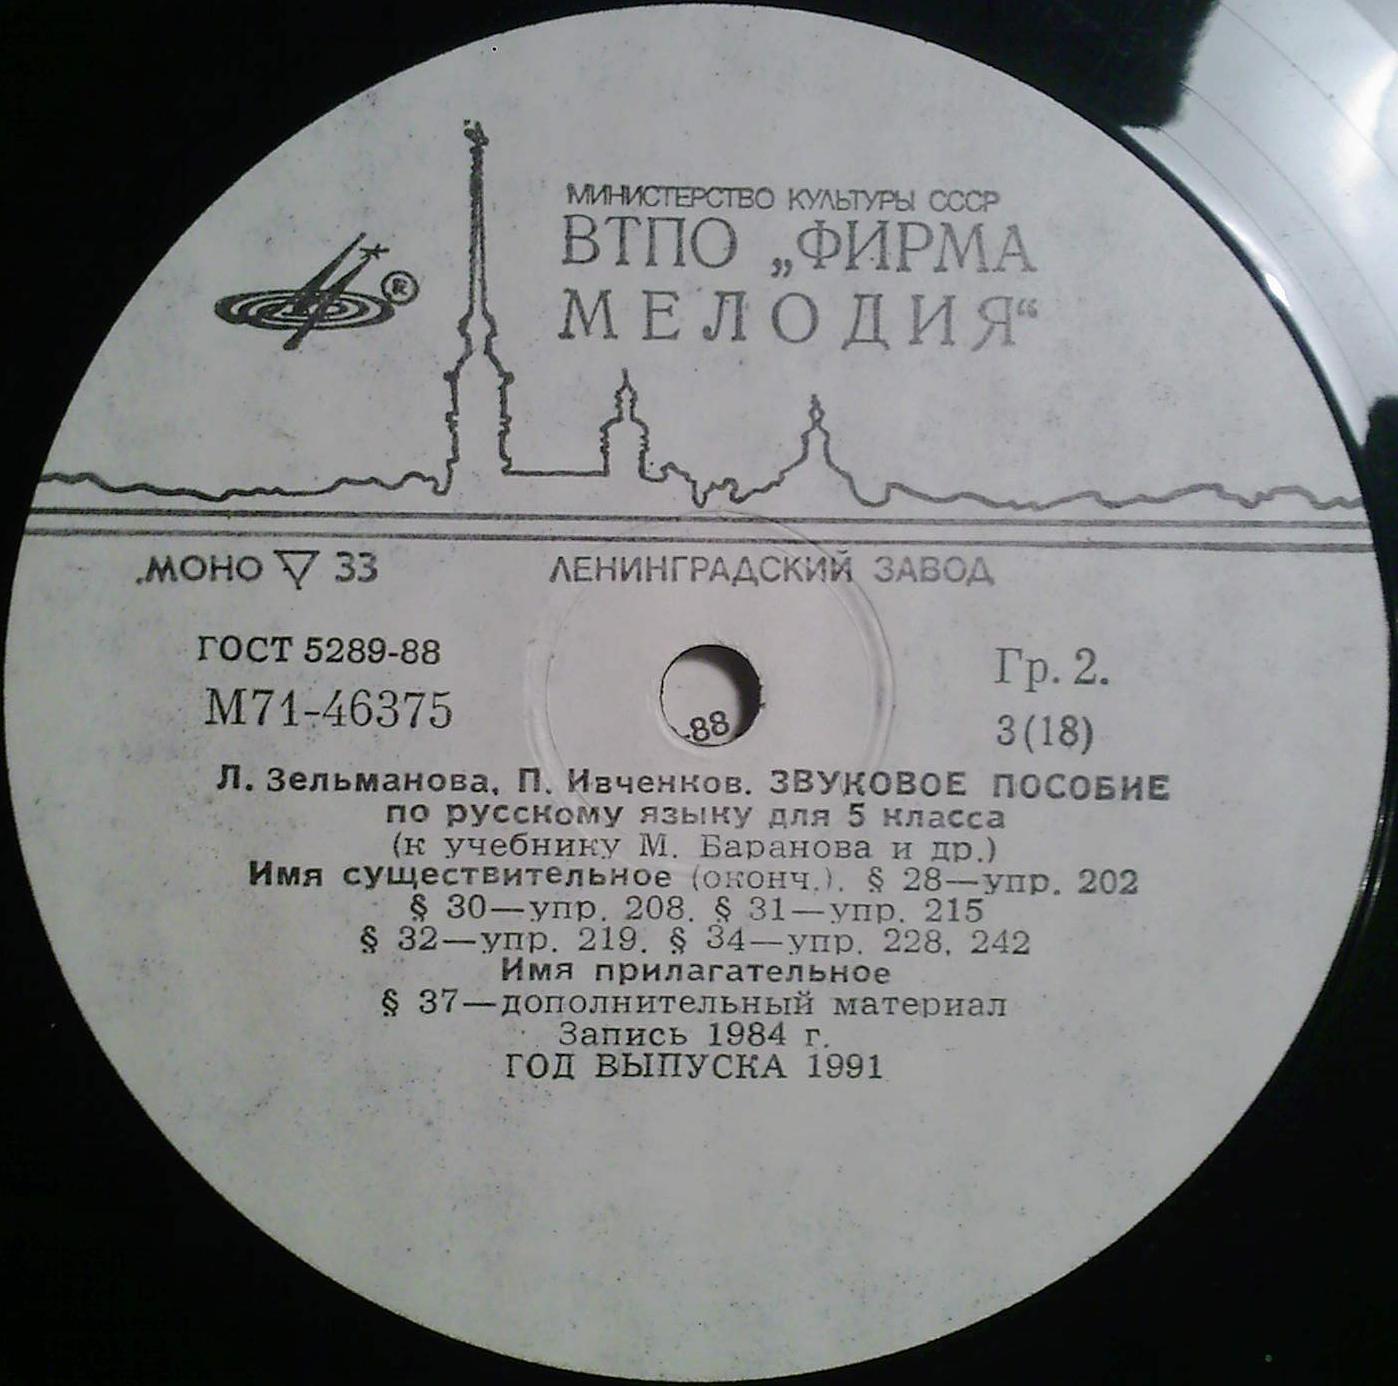 МИНИСТЕРСТВО КУЛЬТУРЫ СССР
ВТПО „ФИРМА
МЕЛОДИЯ“
®
МОНО ▽ 33
ЛЕНИНГРАДСКИЙ ЗАВОД
ГОСТ 5289-88
М71-46375
Гр. 2.
3(18)
88
Л. Зельманова, П. Ивченков. ЗВУКОВОЕ ПОСОБИЕ
по русскому языку для 5 класса
(к учебнику М. Баранова и др.)
Имя существительное (оконч.). § 28—упр. 202
§ 30—упр. 208. § 31—упр. 215
§ 32—упр. 219. § 34—упр. 228, 242
Имя прилагательное
§ 37—дополнительный материал
Запись 1984 г.
ГОД ВЫПУСКА 1991